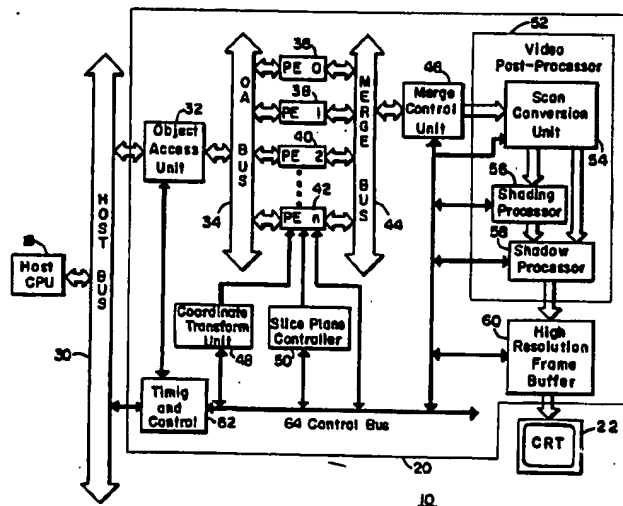 52
Video
Post-Processor
36
PE 0
38
PE 1
40
PE 2
42
PE n
OA BUS
34
MERGE BUS
44
46
Merge
Control
Unit
Scan
Conversion
Unit
54
56
Shading
Processor
58
Shadow
Processor
32
Object
Access
Unit
HOST BUS
30
Host
CPU
Coordinate
Transform
Unit
48
Slice Plane
Controller
50
60
High
Resolution
Frame
Buffer
Timig
and
Control
62
64 Control Bus
CRT
22
20
10